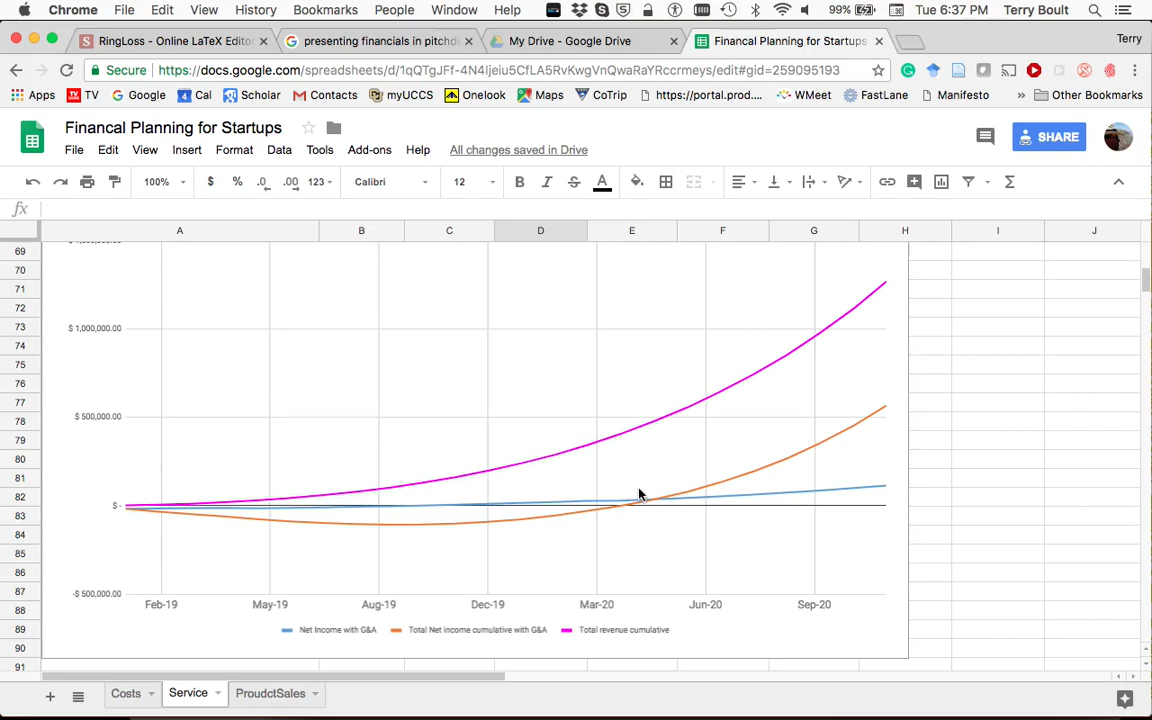 Chrome File Edit View History Bookmarks People Window Help 99% Tue 6:37 PM Terry Boult
RingLoss - Online LaTeX Editor × presenting financials in pitchde × My Drive - Google Drive × Financal Planning for Startups × Terry
Secure https://docs.google.com/spreadsheets/d/1qQTgJFf-4N4Ijeiu5CfLA5RvKwgVnQwaRaYRccrmeys/edit#gid=259095193
Apps TV Google Cal Scholar Contacts myUCCS Onelook Maps CoTrip https://portal.prod.... WMeet FastLane Manifesto » Other Bookmarks
Financal Planning for Startups
SHARE
File Edit View Insert Format Data Tools Add-ons Help All changes saved in Drive
100% $ % .0 .00 123 Calibri 12 B I S A Σ
fx
A B C D E F G H I J
69
70
71
72
73
74
75
76
77
78
79
80
81
82
83
84
85
86
87
88
89
90
91
$ 1,000,000.00
$ 500,000.00
$ -
-$ 500,000.00
Feb-19 May-19 Aug-19 Dec-19 Mar-20 Jun-20 Sep-20
Net Income with G&A Total Net income cumulative with G&A Total revenue cumulative
+ Costs Service ProudctSales